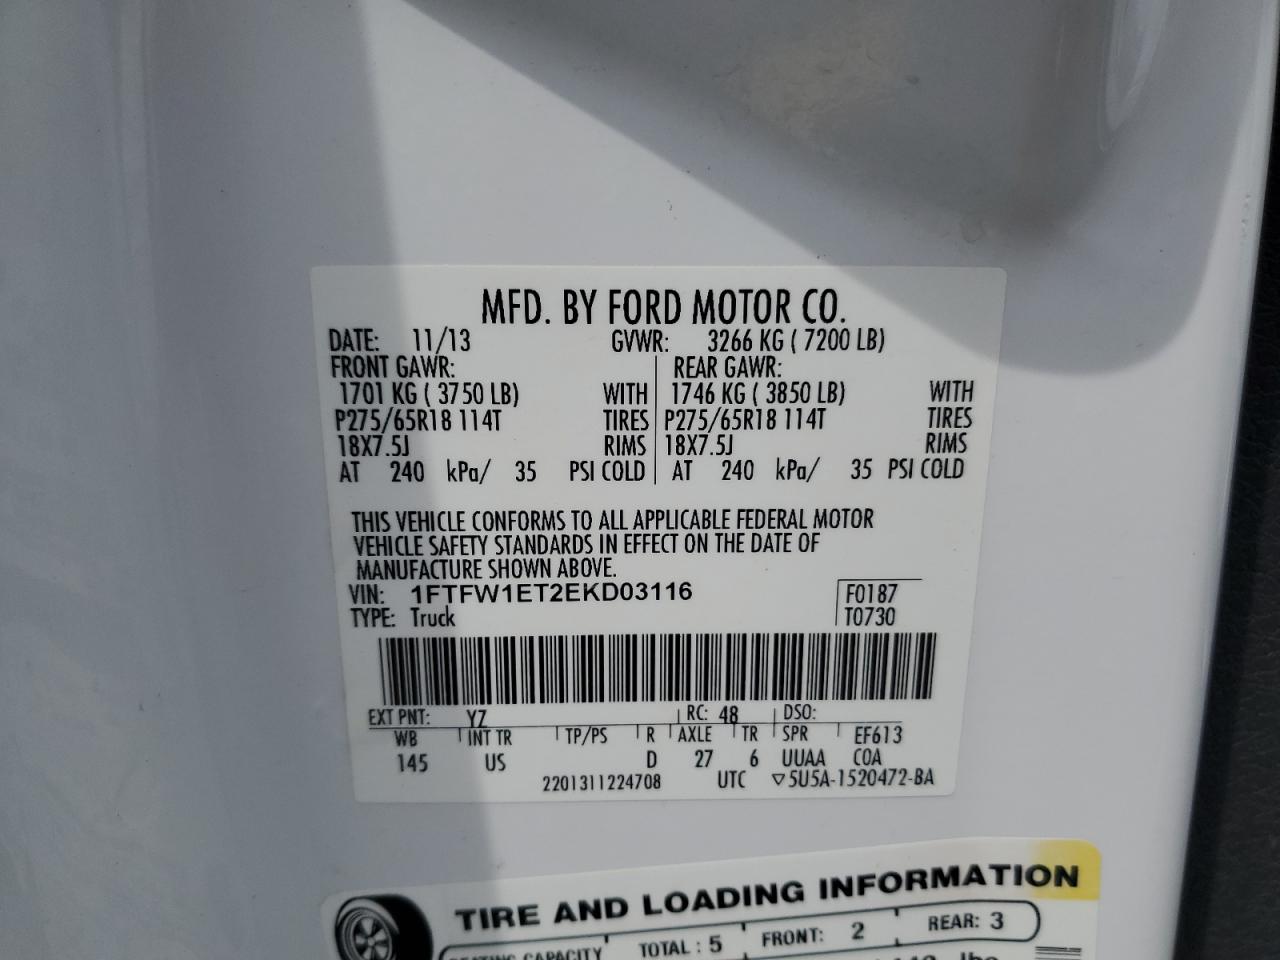 MFD. BY FORD MOTOR CO.
DATE: 11/13 GVWR: 3266 KG ( 7200 LB)
FRONT GAWR: REAR GAWR:
1701 KG ( 3750 LB) WITH 1746 KG ( 3850 LB) WITH
P275/65R18 114T TIRES P275/65R18 114T TIRES
18X7.5J RIMS 18X7.5J RIMS
AT 240 kPa/ 35 PSI COLD AT 240 kPa/ 35 PSI COLD
THIS VEHICLE CONFORMS TO ALL APPLICABLE FEDERAL MOTOR
VEHICLE SAFETY STANDARDS IN EFFECT ON THE DATE OF
MANUFACTURE SHOWN ABOVE.
VIN: 1FTFW1ET2EKD03116 F0187
TYPE: Truck T0730
EXT PNT: YZ RC: 48 DSO:
WB INT TR TP/PS R AXLE TR SPR EF613
145 US D 27 6 UUAA COA
2201311224708 UTC ▽5U5A-1520472-BA
TIRE AND LOADING INFORMATION
SEATING CAPACITY TOTAL : 5 FRONT: 2 REAR: 3
lbs